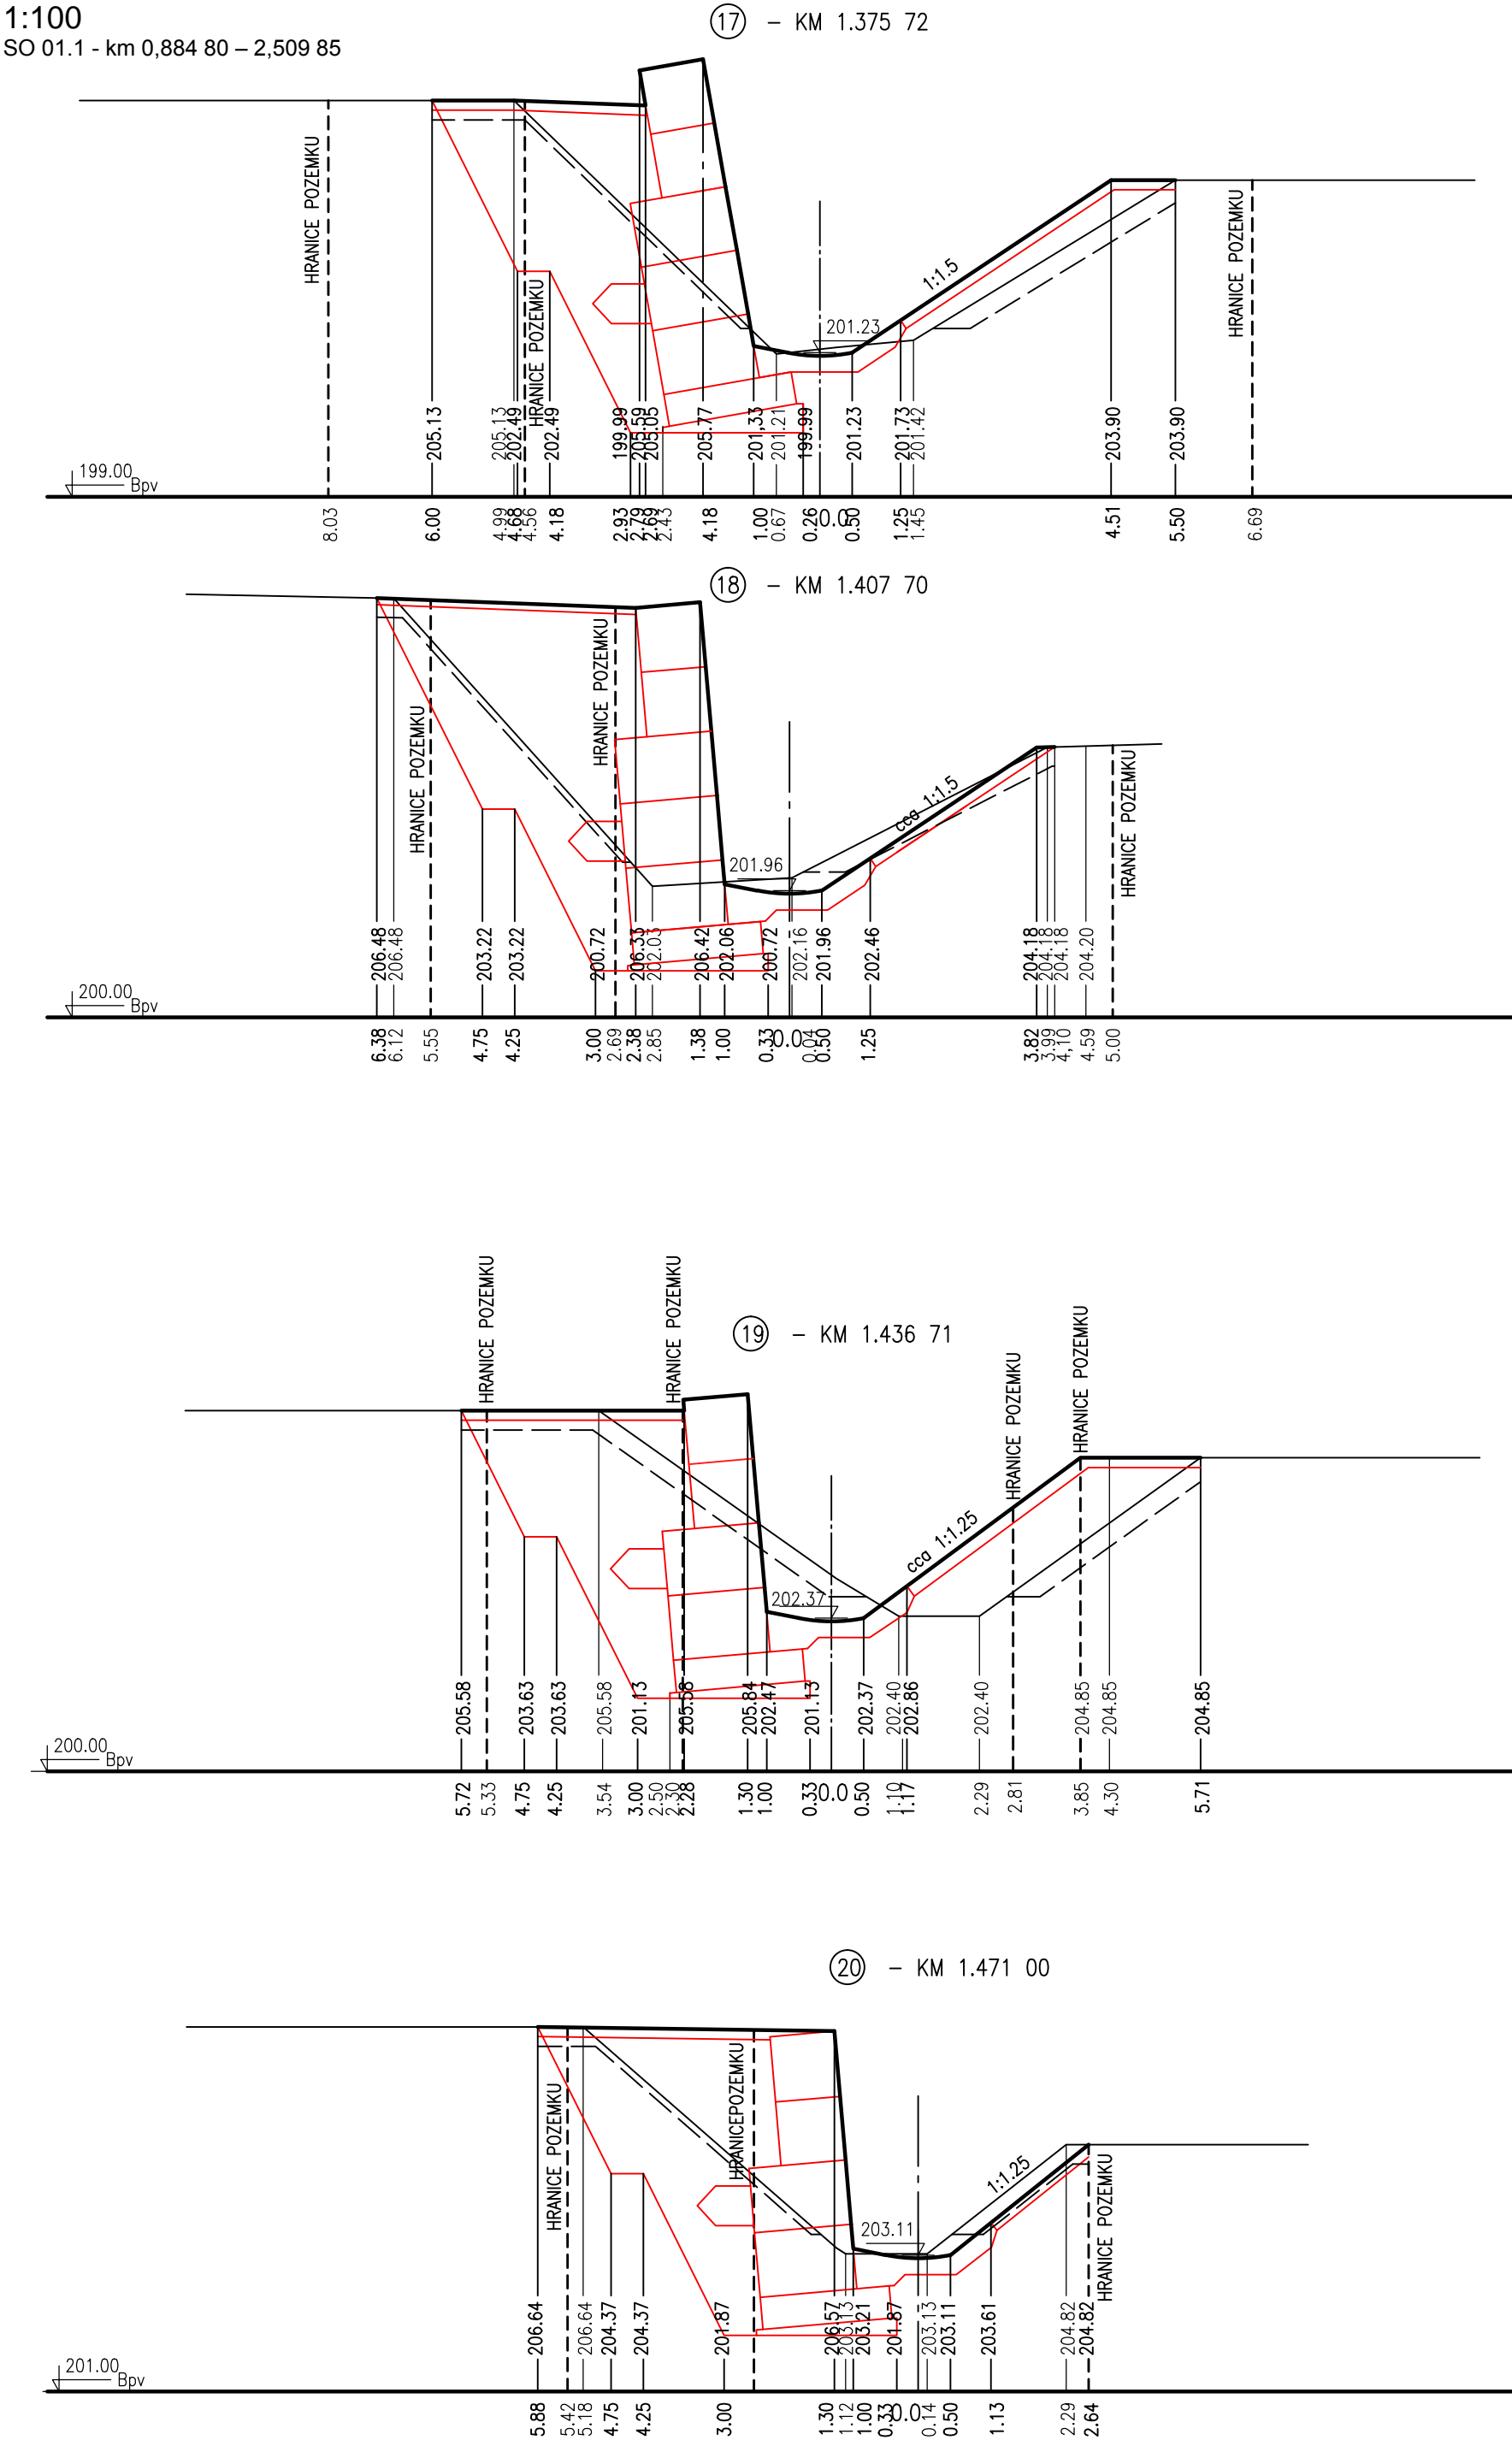 1:100
SO 01.1 - km 0,884 80 – 2,509 85
17 - KM 1.375 72
HRANICE POZEMKU
HRANICE POZEMKU
HRANICE POZEMKU
1:1.5
201.23
205.13 205.13 202.49 202.49 199.99 205.59 205.05 205.77 201,33 201.21 199.99 201.23 201.73 201.42 203.90 203.90
199.00 Bpv
8.03 6.00 4.99 4.68 4.56 4.18 2.93 2.79 2.69 2.43 4.18 1.00 0.67 0.26 0.0 0.50 1.25 1.45 4.51 5.50 6.69
18 - KM 1.407 70
HRANICE POZEMKU
HRANICE POZEMKU
HRANICE POZEMKU
cca 1:1.5
201.96
206.48 206.48 203.22 203.22 200.72 206.33 202.03 206.42 202.06 200.72 202.16 201.96 202.46 204.18 204.18 204.18 204.20
200.00 Bpv
6.38 6.12 5.55 4.75 4.25 3.00 2.69 2.38 2.85 1.38 1.00 0.33 0.0 0.04 0.50 1.25 3.82 3.99 4,10 4.59 5.00
19 - KM 1.436 71
HRANICE POZEMKU
HRANICE POZEMKU
HRANICE POZEMKU
HRANICE POZEMKU
cca 1:1.25
202.37
205.58 203.63 203.63 205.58 201.13 205.58 205.84 202.47 201.13 202.37 202.40 202.86 202.40 204.85 204.85 204.85
200.00 Bpv
5.72 5.33 4.75 4.25 3.54 3.00 2.50 2.30 2.28 1.30 1.00 0.33 0.0 0.50 1.10 1.17 2.29 2.81 3.85 4.30 5.71
20 - KM 1.471 00
HRANICE POZEMKU
HRANICEPOZEMKU
HRANICE POZEMKU
1:1.25
203.11
206.64 206.64 204.37 204.37 201.87 206.57 203.13 203.21 201.87 203.13 203.11 203.61 204.82 204.82
201.00 Bpv
5.88 5.42 5.18 4.75 4.25 3.00 1.30 1.12 1.00 0.33 0.0 0.14 0.50 1.13 2.29 2.64